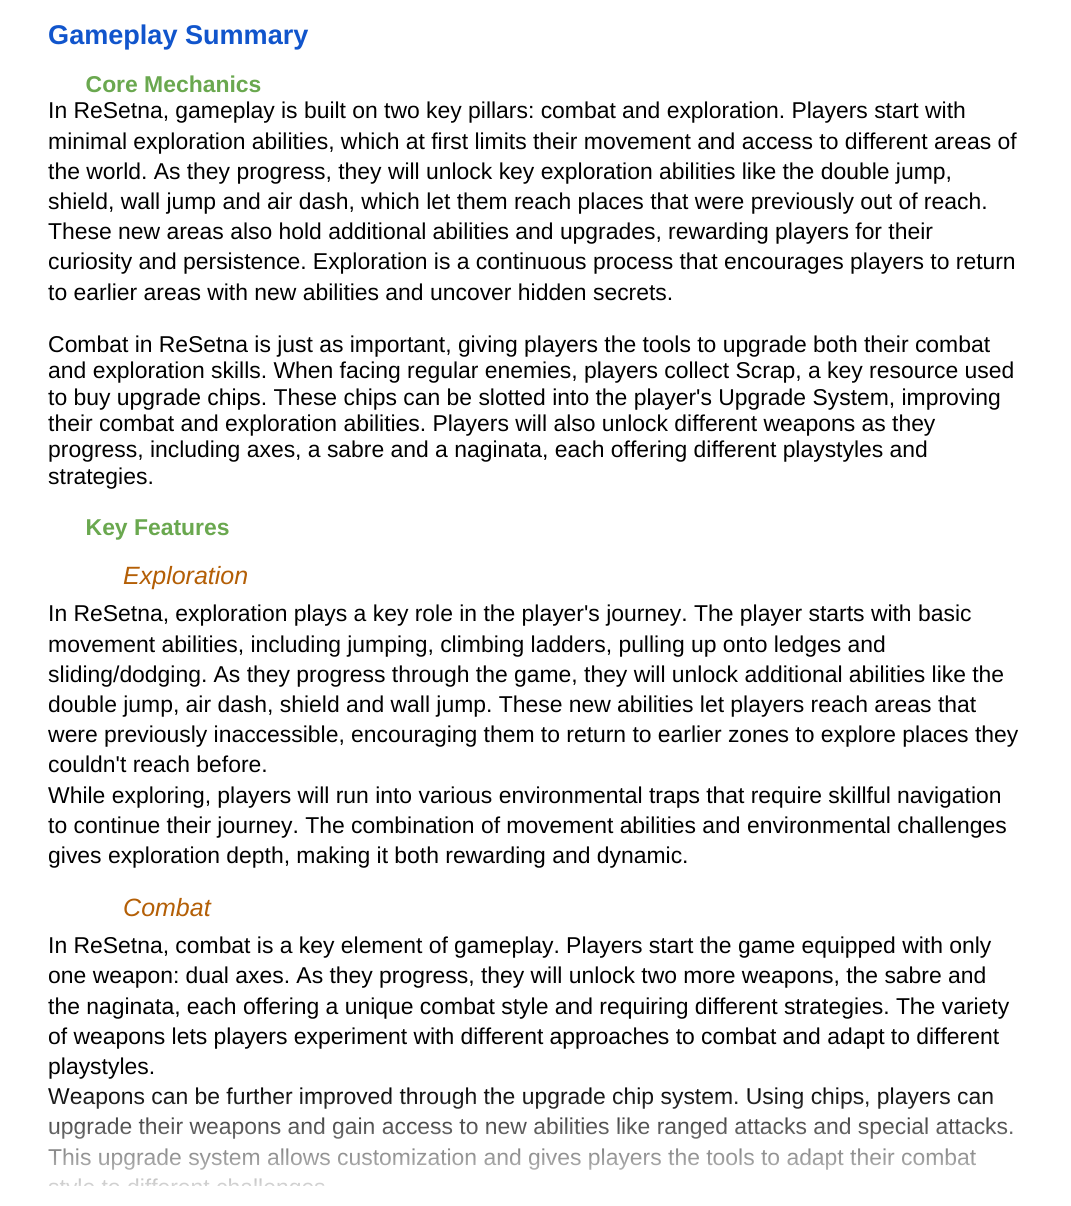 Gameplay Summary
Core Mechanics
In ReSetna, gameplay is built on two key pillars: combat and exploration. Players start with
minimal exploration abilities, which at first limits their movement and access to different areas of
the world. As they progress, they will unlock key exploration abilities like the double jump,
shield, wall jump and air dash, which let them reach places that were previously out of reach.
These new areas also hold additional abilities and upgrades, rewarding players for their
curiosity and persistence. Exploration is a continuous process that encourages players to return
to earlier areas with new abilities and uncover hidden secrets.
Combat in ReSetna is just as important, giving players the tools to upgrade both their combat
and exploration skills. When facing regular enemies, players collect Scrap, a key resource used
to buy upgrade chips. These chips can be slotted into the player's Upgrade System, improving
their combat and exploration abilities. Players will also unlock different weapons as they
progress, including axes, a sabre and a naginata, each offering different playstyles and
strategies.
Key Features
Exploration
In ReSetna, exploration plays a key role in the player's journey. The player starts with basic
movement abilities, including jumping, climbing ladders, pulling up onto ledges and
sliding/dodging. As they progress through the game, they will unlock additional abilities like the
double jump, air dash, shield and wall jump. These new abilities let players reach areas that
were previously inaccessible, encouraging them to return to earlier zones to explore places they
couldn't reach before.
While exploring, players will run into various environmental traps that require skillful navigation
to continue their journey. The combination of movement abilities and environmental challenges
gives exploration depth, making it both rewarding and dynamic.
Combat
In ReSetna, combat is a key element of gameplay. Players start the game equipped with only
one weapon: dual axes. As they progress, they will unlock two more weapons, the sabre and
the naginata, each offering a unique combat style and requiring different strategies. The variety
of weapons lets players experiment with different approaches to combat and adapt to different
playstyles.
Weapons can be further improved through the upgrade chip system. Using chips, players can
upgrade their weapons and gain access to new abilities like ranged attacks and special attacks.
This upgrade system allows customization and gives players the tools to adapt their combat
style to different challenges.